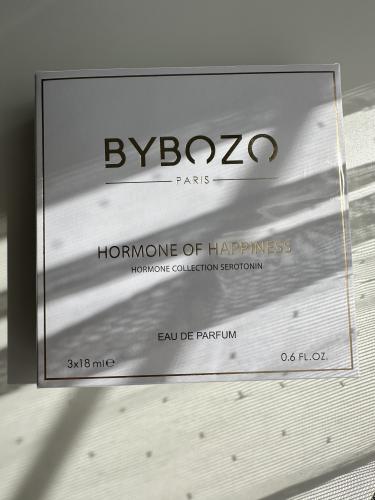 BYBOZO
PARIS
HORMONE OF HAPPINESS
HORMONE COLLECTION SEROTONIN
EAU DE PARFUM
3x18 ml℮
0.6 FL.OZ.